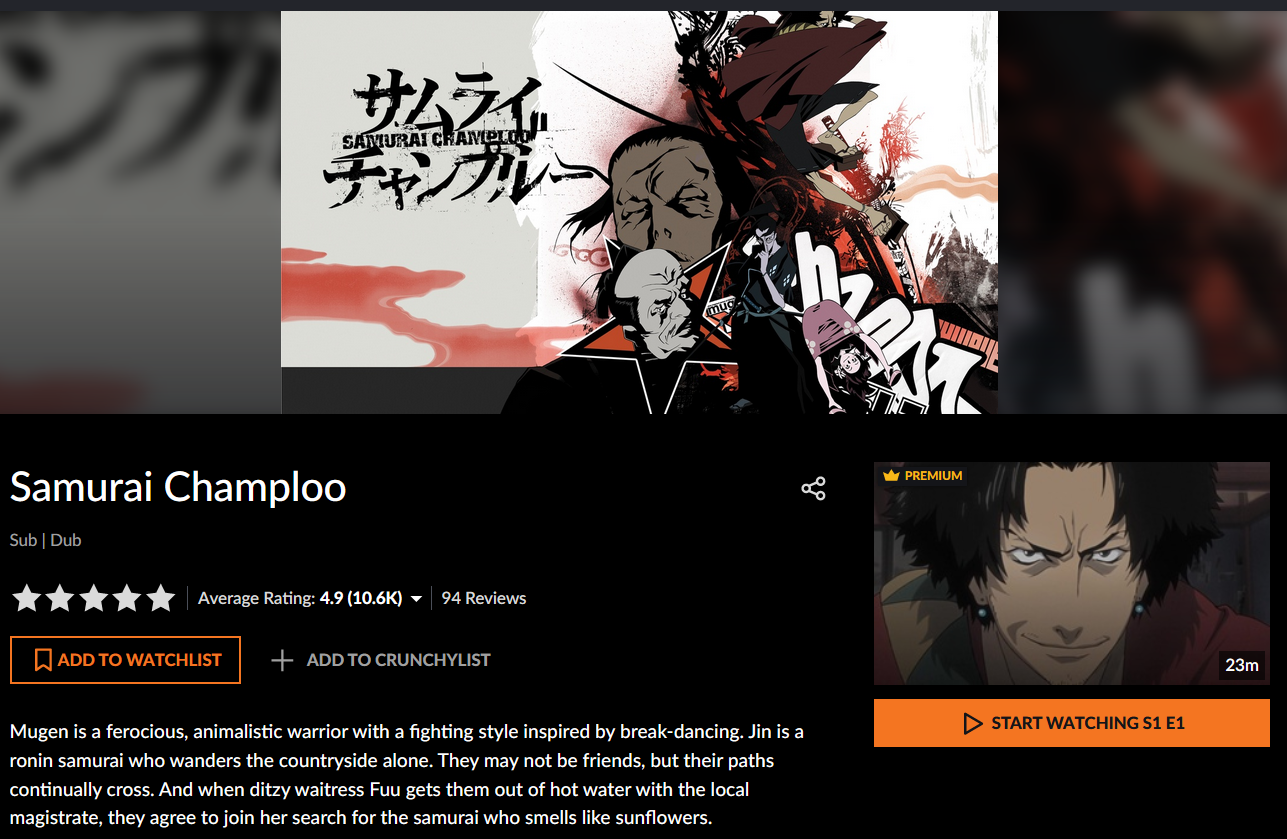 サムライ
SAMURAI CHAMPLOO
チャンプルー
mug
Samurai Champloo
Sub | Dub
Average Rating: 4.9 (10.6K)
94 Reviews
ADD TO WATCHLIST
ADD TO CRUNCHYLIST
Mugen is a ferocious, animalistic warrior with a fighting style inspired by break-dancing. Jin is a
ronin samurai who wanders the countryside alone. They may not be friends, but their paths
continually cross. And when ditzy waitress Fuu gets them out of hot water with the local
magistrate, they agree to join her search for the samurai who smells like sunflowers.
PREMIUM
23m
START WATCHING S1 E1